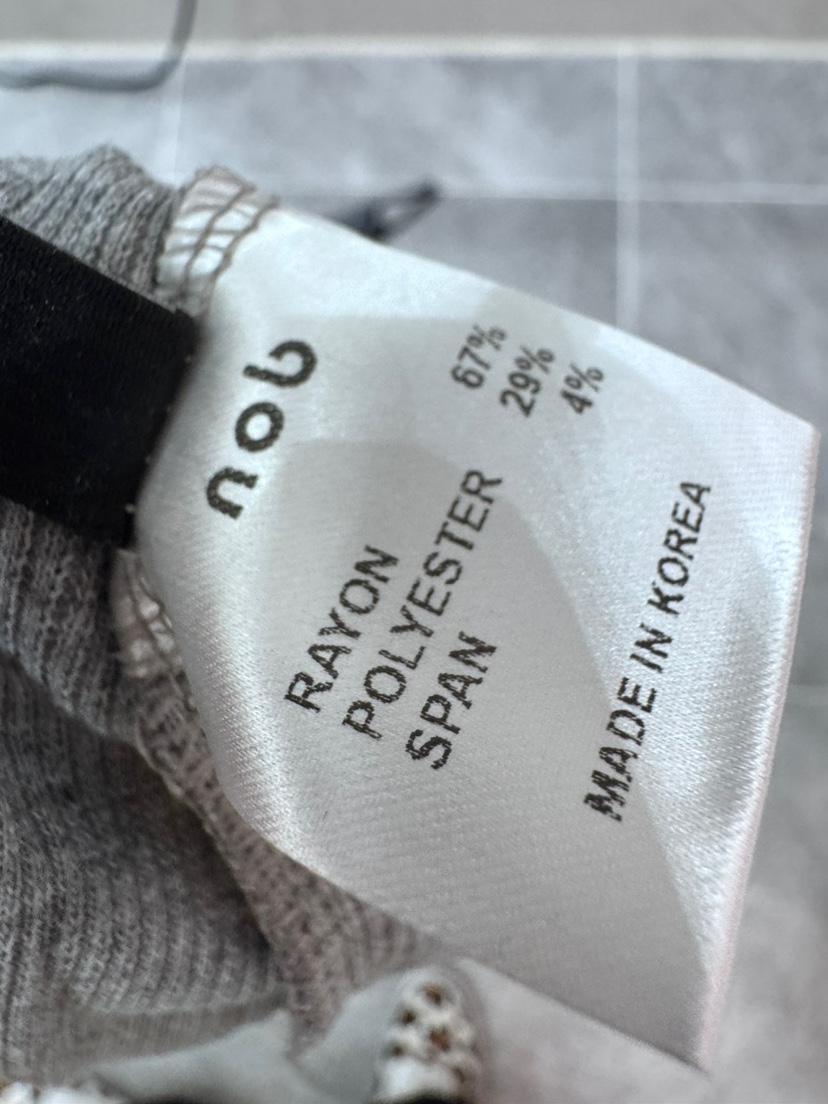 nob
RAYON 67%
POLYESTER 29%
SPAN 4%
MADE IN KOREA